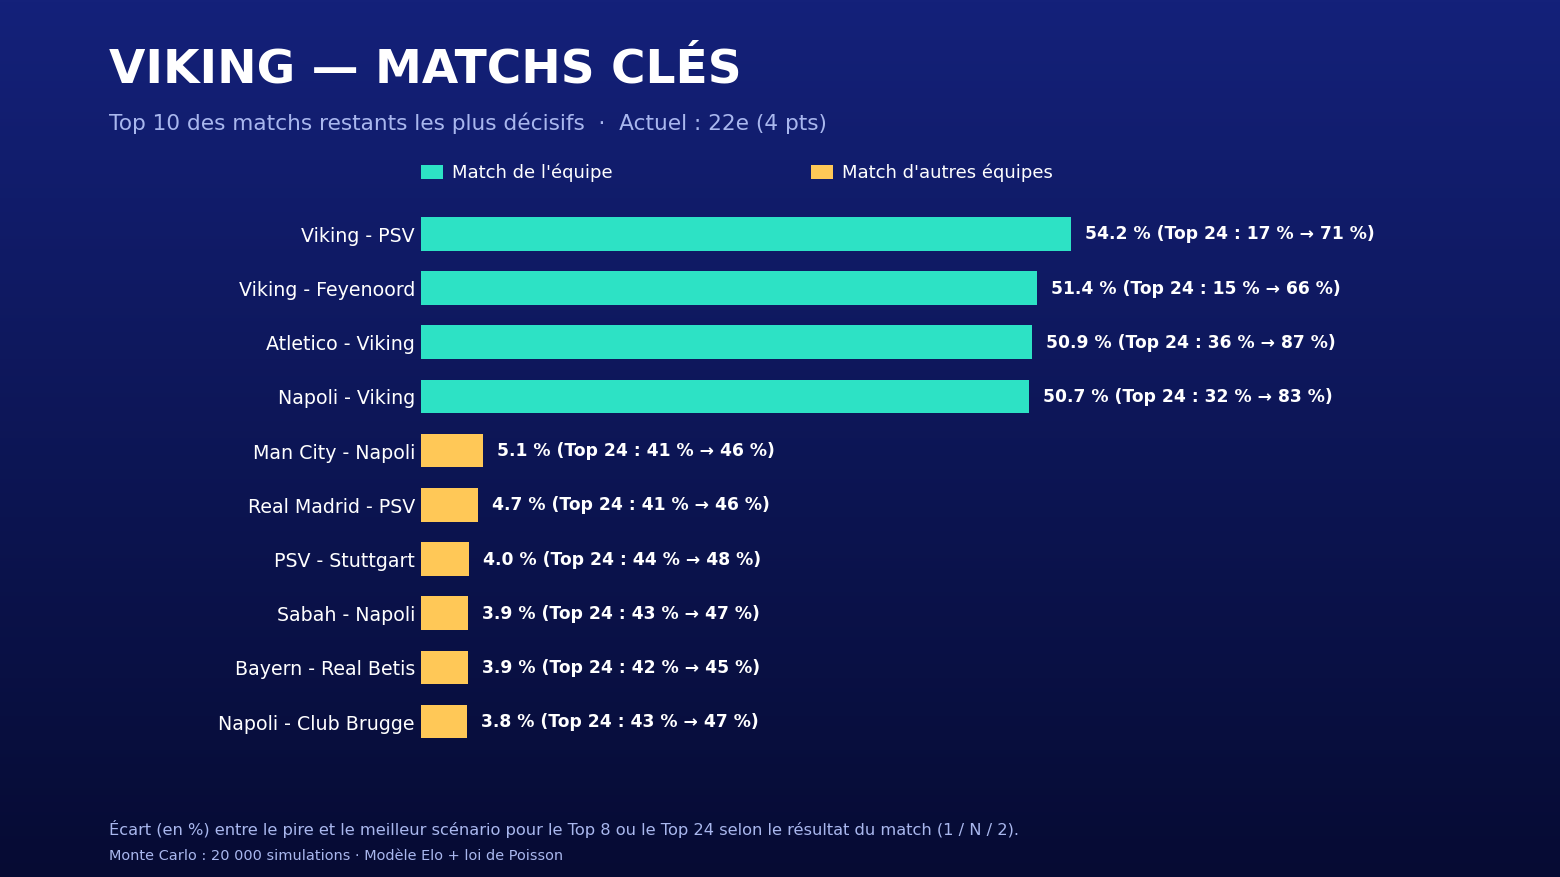 VIKING — MATCHS CLÉS
Top 10 des matchs restants les plus décisifs · Actuel : 22e (4 pts)
Match de l'équipe
Match d'autres équipes
Viking - PSV 54.2 % (Top 24 : 17 % → 71 %)
Viking - Feyenoord 51.4 % (Top 24 : 15 % → 66 %)
Atletico - Viking 50.9 % (Top 24 : 36 % → 87 %)
Napoli - Viking 50.7 % (Top 24 : 32 % → 83 %)
Man City - Napoli 5.1 % (Top 24 : 41 % → 46 %)
Real Madrid - PSV 4.7 % (Top 24 : 41 % → 46 %)
PSV - Stuttgart 4.0 % (Top 24 : 44 % → 48 %)
Sabah - Napoli 3.9 % (Top 24 : 43 % → 47 %)
Bayern - Real Betis 3.9 % (Top 24 : 42 % → 45 %)
Napoli - Club Brugge 3.8 % (Top 24 : 43 % → 47 %)
Écart (en %) entre le pire et le meilleur scénario pour le Top 8 ou le Top 24 selon le résultat du match (1 / N / 2).
Monte Carlo : 20 000 simulations · Modèle Elo + loi de Poisson